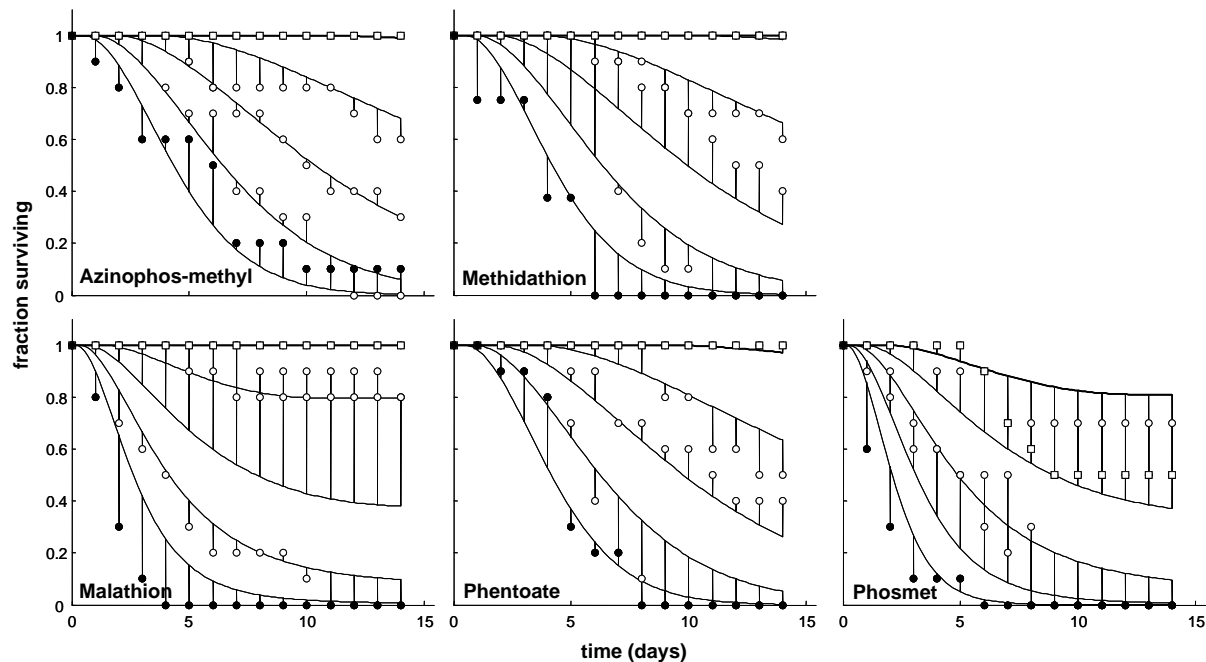 fraction surviving
1
0.8
0.6
0.4
0.2
0
Azinophos-methyl
Methidathion
1
0.8
0.6
0.4
0.2
0
Malathion
Phentoate
Phosmet
0 5 10 15
0 5 10 15
0 5 10 15
time (days)